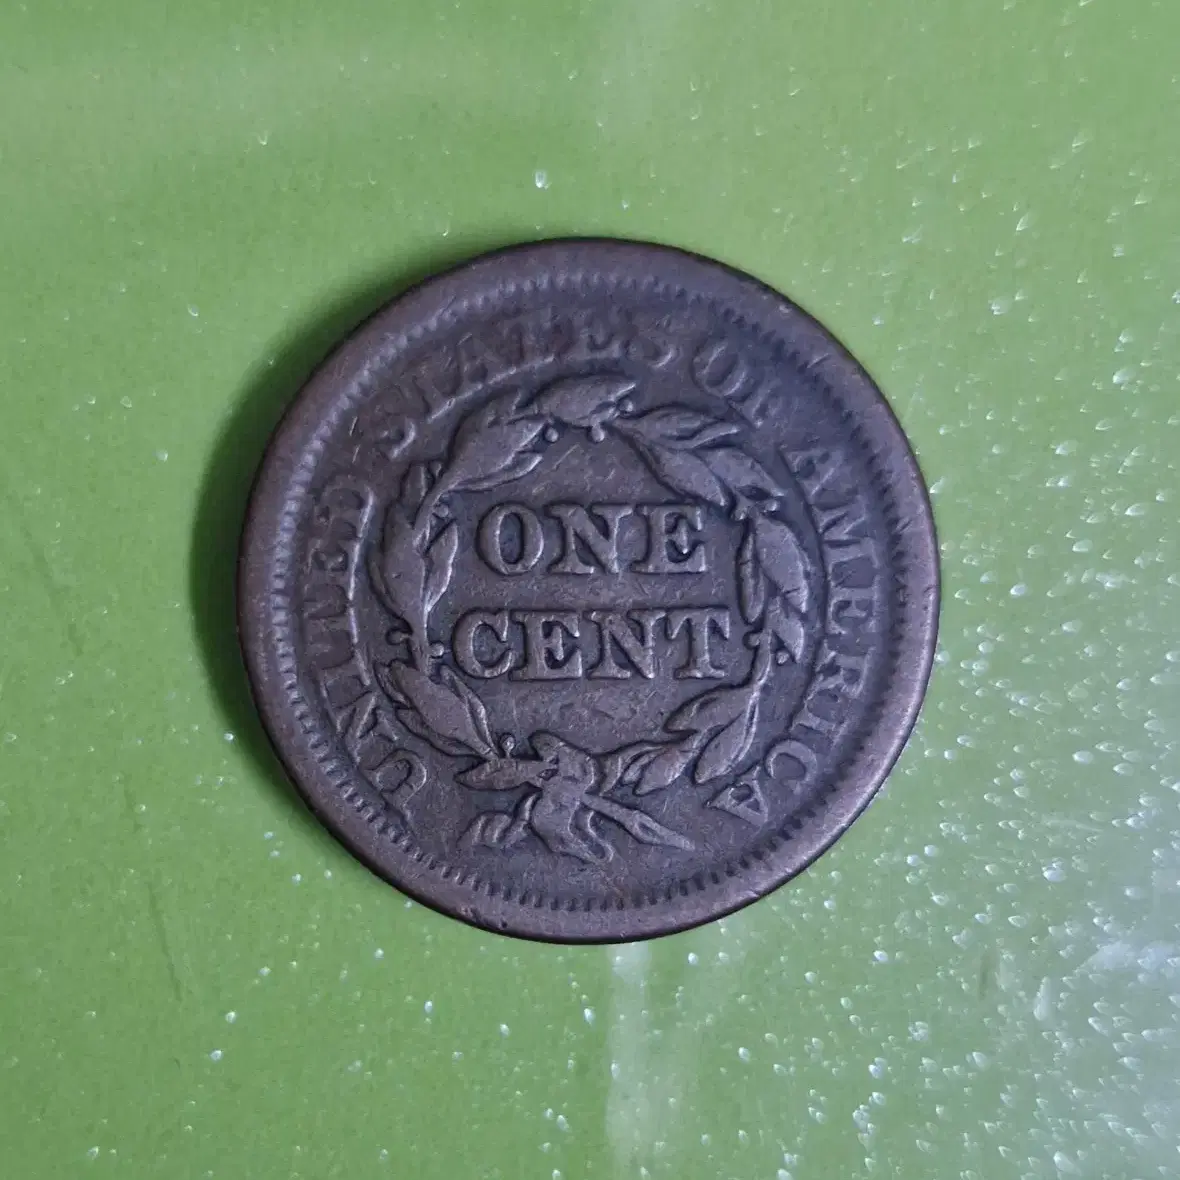 UNITED STATES OF AMERICA
ONE
CENT